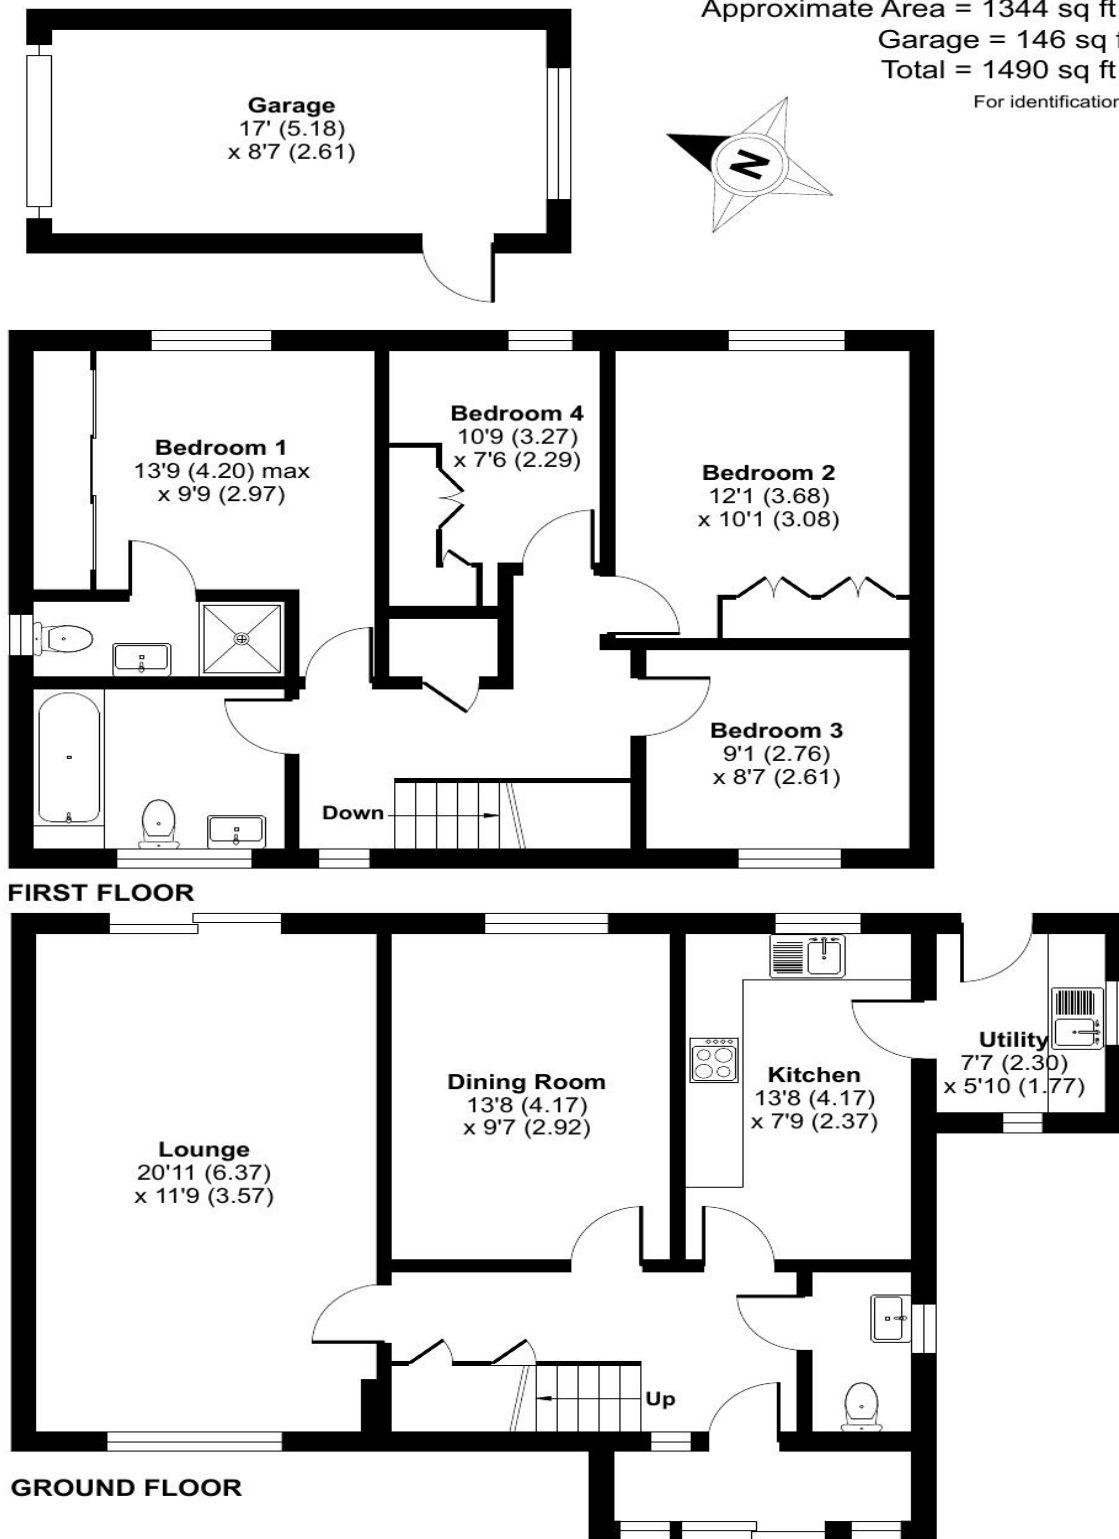 Approximate Area = 1344 sq ft
Garage = 146 sq
Total = 1490 sq ft
For identification
Garage
17' (5.18)
x 8'7 (2.61)
N
Bedroom 1
13'9 (4.20) max
x 9'9 (2.97)
Bedroom 4
10'9 (3.27)
x 7'6 (2.29)
Bedroom 2
12'1 (3.68)
x 10'1 (3.08)
Bedroom 3
9'1 (2.76)
x 8'7 (2.61)
Down
FIRST FLOOR
Lounge
20'11 (6.37)
x 11'9 (3.57)
Dining Room
13'8 (4.17)
x 9'7 (2.92)
Kitchen
13'8 (4.17)
x 7'9 (2.37)
Utility
7'7 (2.30)
x 5'10 (1.77)
Up
GROUND FLOOR